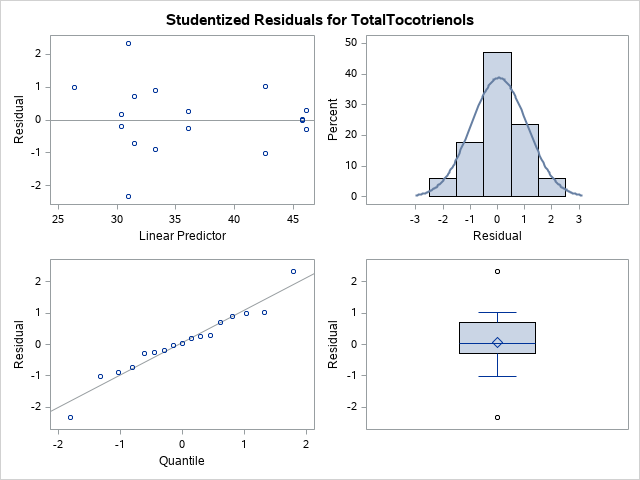 Studentized Residuals for TotalTocotrienols
Residual
2
1
0
-1
-2
25 30 35 40 45
Linear Predictor
Percent
50
40
30
20
10
0
-3 -2 -1 0 1 2 3
Residual
Residual
2
1
0
-1
-2
-2 -1 0 1 2
Quantile
Residual
2
1
0
-1
-2